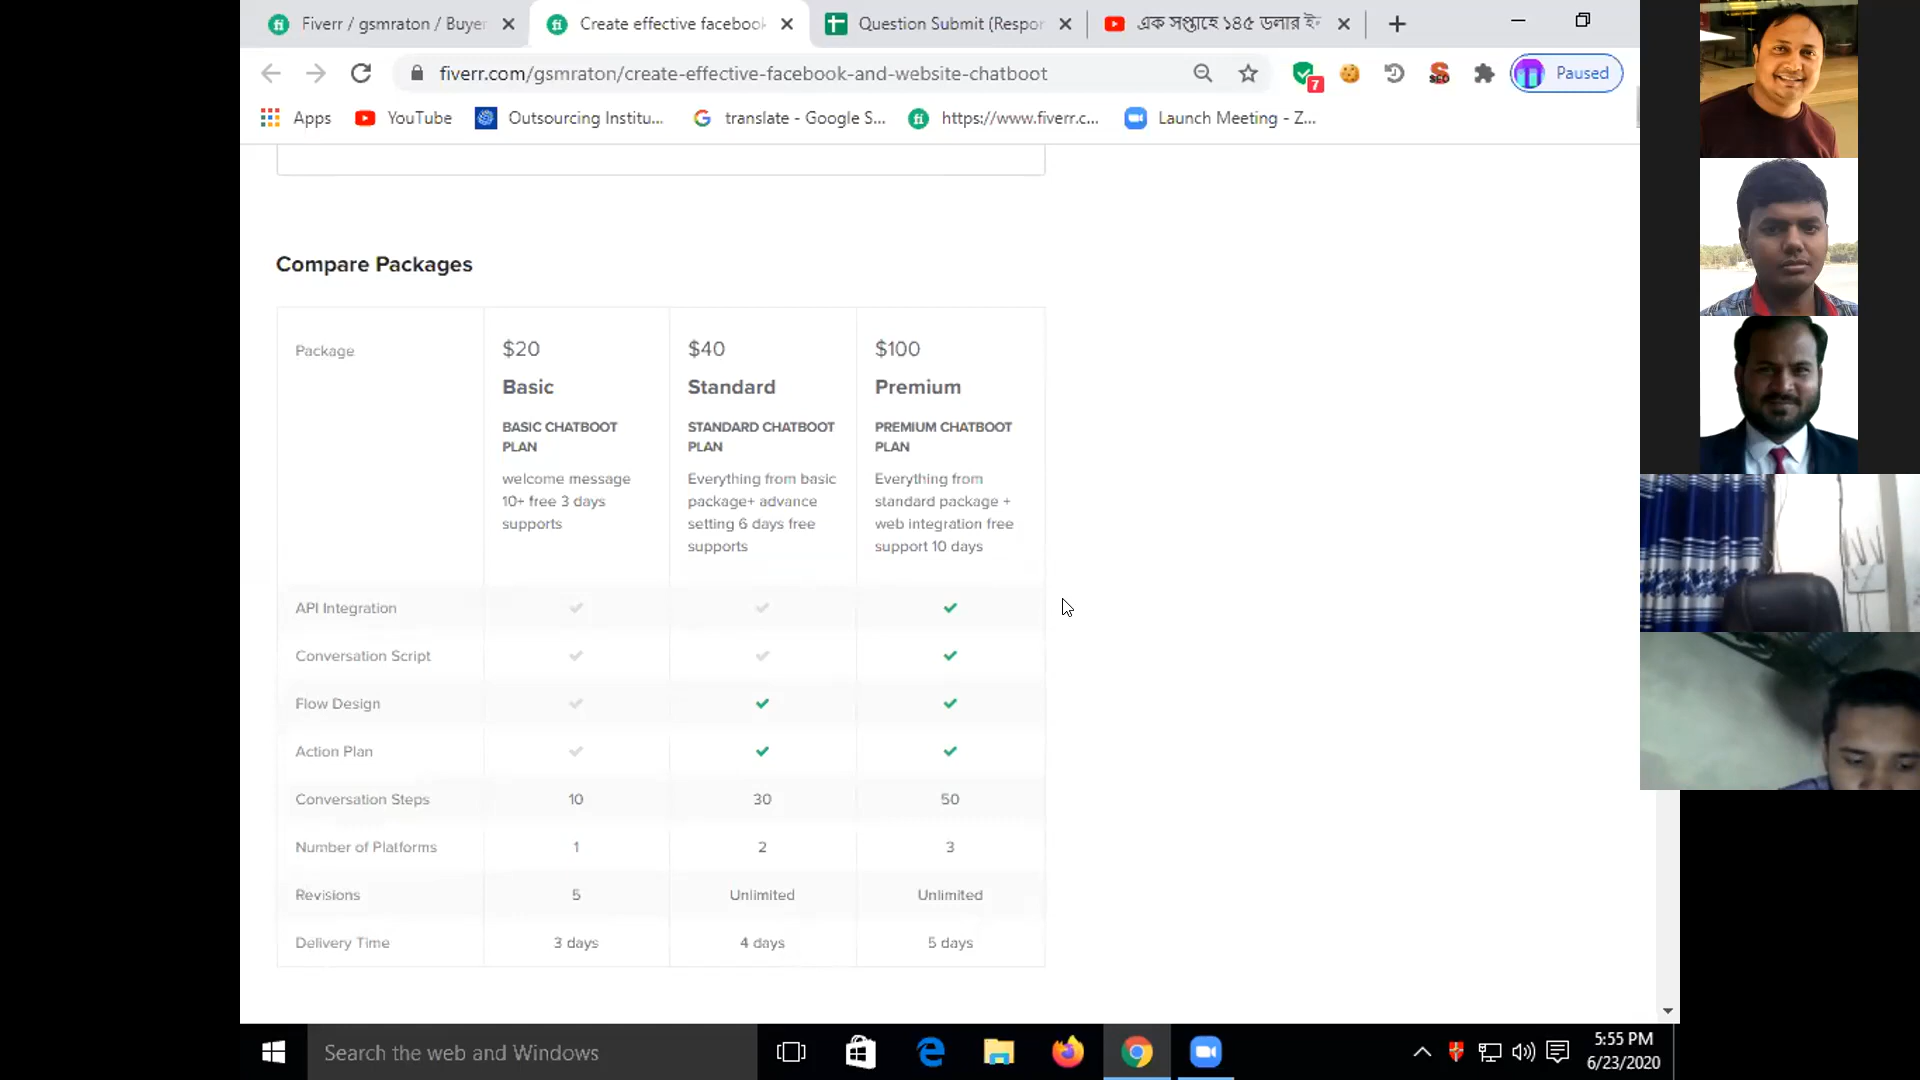 Fiverr / gsmraton / Buyer
Create effective facebook
Question Submit (Respor
এক সপ্তাহে ১৪৫ ডলার ই
fiverr.com/gsmraton/create-effective-facebook-and-website-chatboot
7
SEO
Paused
Apps
YouTube
Outsourcing Institu...
translate - Google S...
https://www.fiverr.c...
Launch Meeting - Z...
Compare Packages
Package
$20
$40
$100
Basic
Standard
Premium
BASIC CHATBOOT
PLAN
STANDARD CHATBOOT
PLAN
PREMIUM CHATBOOT
PLAN
welcome message
10+ free 3 days
supports
Everything from basic
package+ advance
setting 6 days free
supports
Everything from
standard package +
web integration free
support 10 days
API Integration
Conversation Script
Flow Design
Action Plan
Conversation Steps 10 30 50
Number of Platforms 1 2 3
Revisions 5 Unlimited Unlimited
Delivery Time 3 days 4 days 5 days
Search the web and Windows
5:55 PM
6/23/2020